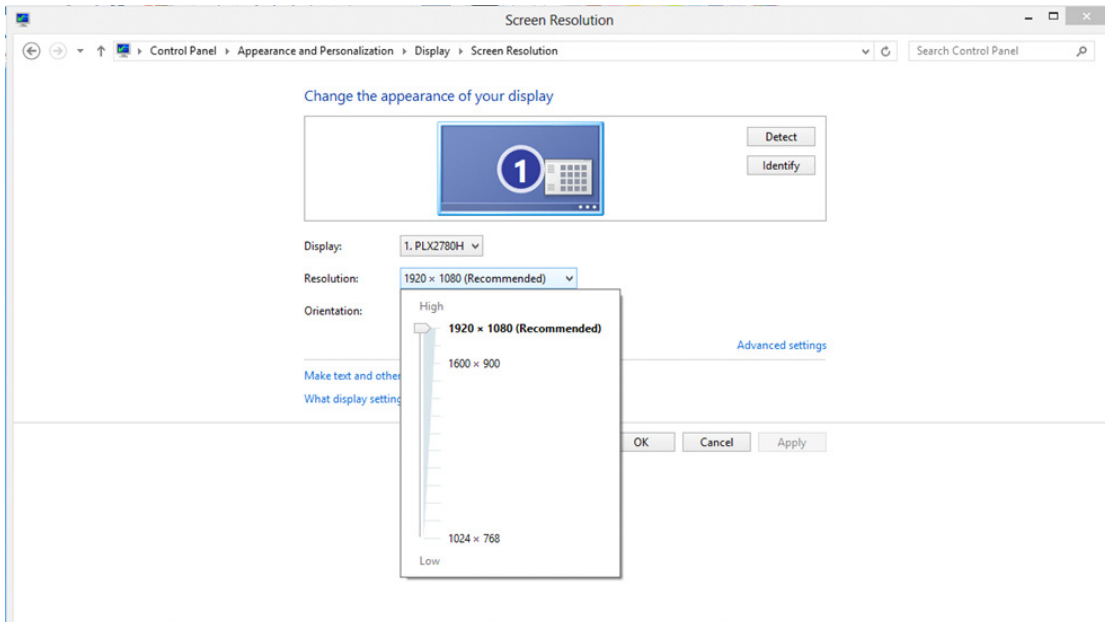 Screen Resolution
Control Panel Appearance and Personalization Display Screen Resolution
Search Control Panel
Change the appearance of your display
1
Detect
Identify
Display: 1. PLX2780H
Resolution: 1920 × 1080 (Recommended)
Orientation:
High
1920 × 1080 (Recommended)
Advanced settings
1600 × 900
Make text and other
What display setting
OK Cancel Apply
1024 × 768
Low